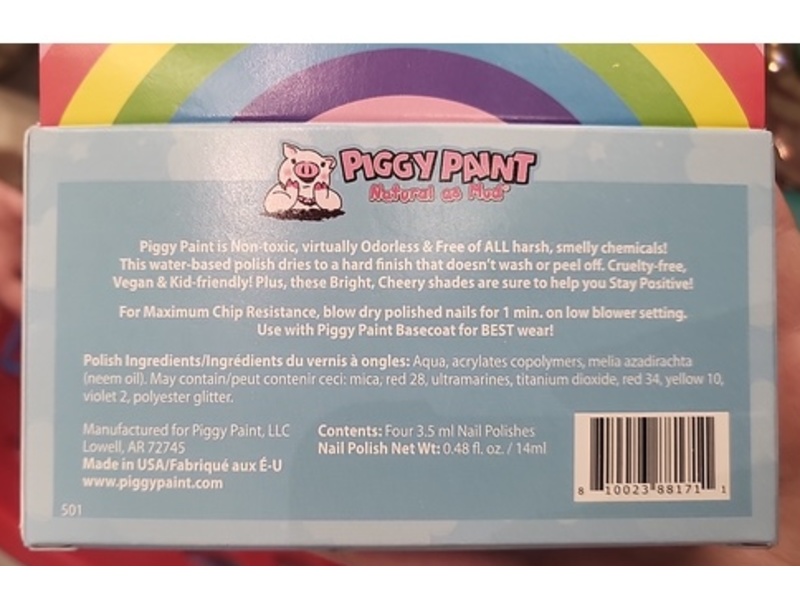 PIGGY PAINT
Natural as Mud
Piggy Paint is Non-toxic, virtually Odorless & Free of ALL harsh, smelly chemicals!
This water-based polish dries to a hard finish that doesn't wash or peel off. Cruelty-free,
Vegan & Kid-friendly! Plus, these Bright, Cheery shades are sure to help you Stay Positive!
For Maximum Chip Resistance, blow dry polished nails for 1 min. on low blower setting.
Use with Piggy Paint Basecoat for BEST wear!
Polish Ingredients/Ingrédients du vernis à ongles: Aqua, acrylates copolymers, melia azadirachta
(neem oil). May contain/peut contenir ceci: mica, red 28, ultramarines, titanium dioxide, red 34, yellow 10,
violet 2, polyester glitter.
Manufactured for Piggy Paint, LLC
Lowell, AR 72745
Made in USA/Fabriqué aux É-U
www.piggypaint.com
Contents: Four 3.5 ml Nail Polishes
Nail Polish Net Wt: 0.48 fl. oz. / 14ml
8 10023 88171 1
501